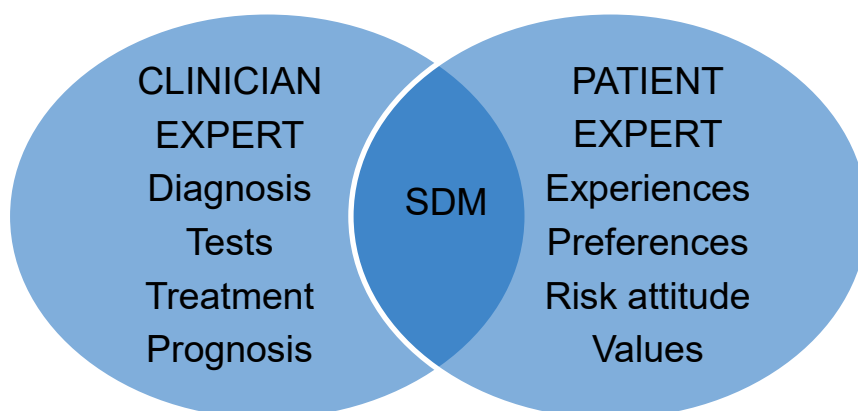 CLINICIAN
EXPERT
Diagnosis
Tests
Treatment
Prognosis
SDM
PATIENT
EXPERT
Experiences
Preferences
Risk attitude
Values